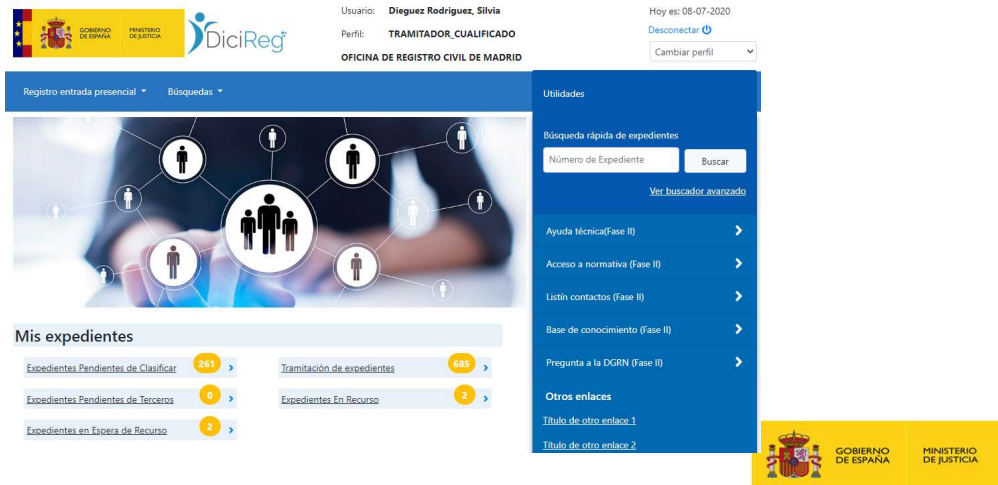 GOBIERNO DE ESPAÑA
MINISTERIO DE JUSTICIA
DiciReg
Usuario: Dieguez Rodriguez, Silvia
Perfil: TRAMITADOR_CUALIFICADO
OFICINA DE REGISTRO CIVIL DE MADRID
Hoy es: 08-07-2020
Desconectar
Cambiar perfil
Registro entrada presencial
Búsquedas
Utilidades
Búsqueda rápida de expedientes
Número de Expediente
Buscar
Ver buscador avanzado
Ayuda técnica(Fase II)
Acceso a normativa (Fase II)
Listín contactos (Fase II)
Base de conocimiento (Fase II)
Pregunta a la DGRN (Fase II)
Otros enlaces
Título de otro enlace 1
Título de otro enlace 2
Mis expedientes
Expedientes Pendientes de Clasificar 261
Tramitación de expedientes 685
Expedientes Pendientes de Terceros 0
Expedientes En Recurso 2
Expedientes en Espera de Recurso 2
GOBIERNO
DE ESPAÑA
MINISTERIO
DE JUSTICIA